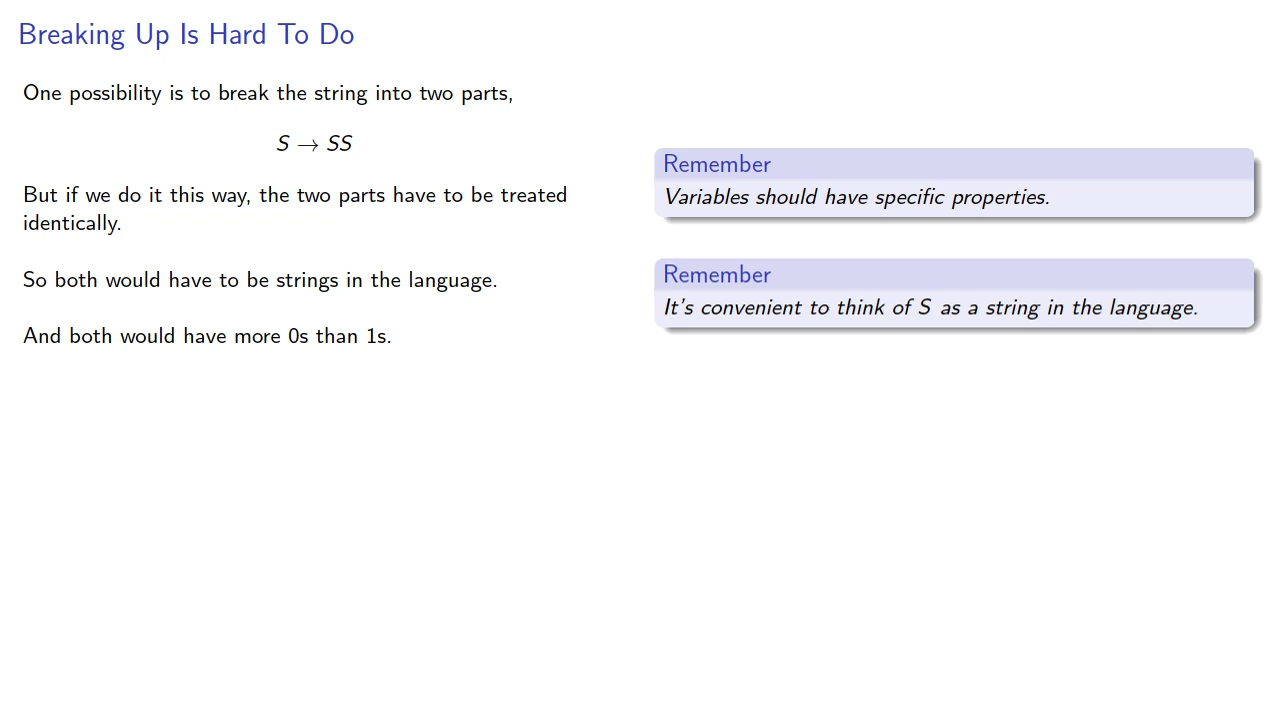 Breaking Up Is Hard To Do
One possibility is to break the string into two parts,
S → SS
But if we do it this way, the two parts have to be treated
identically.
So both would have to be strings in the language.
And both would have more 0s than 1s.
Remember
Variables should have specific properties.
Remember
It's convenient to think of S as a string in the language.